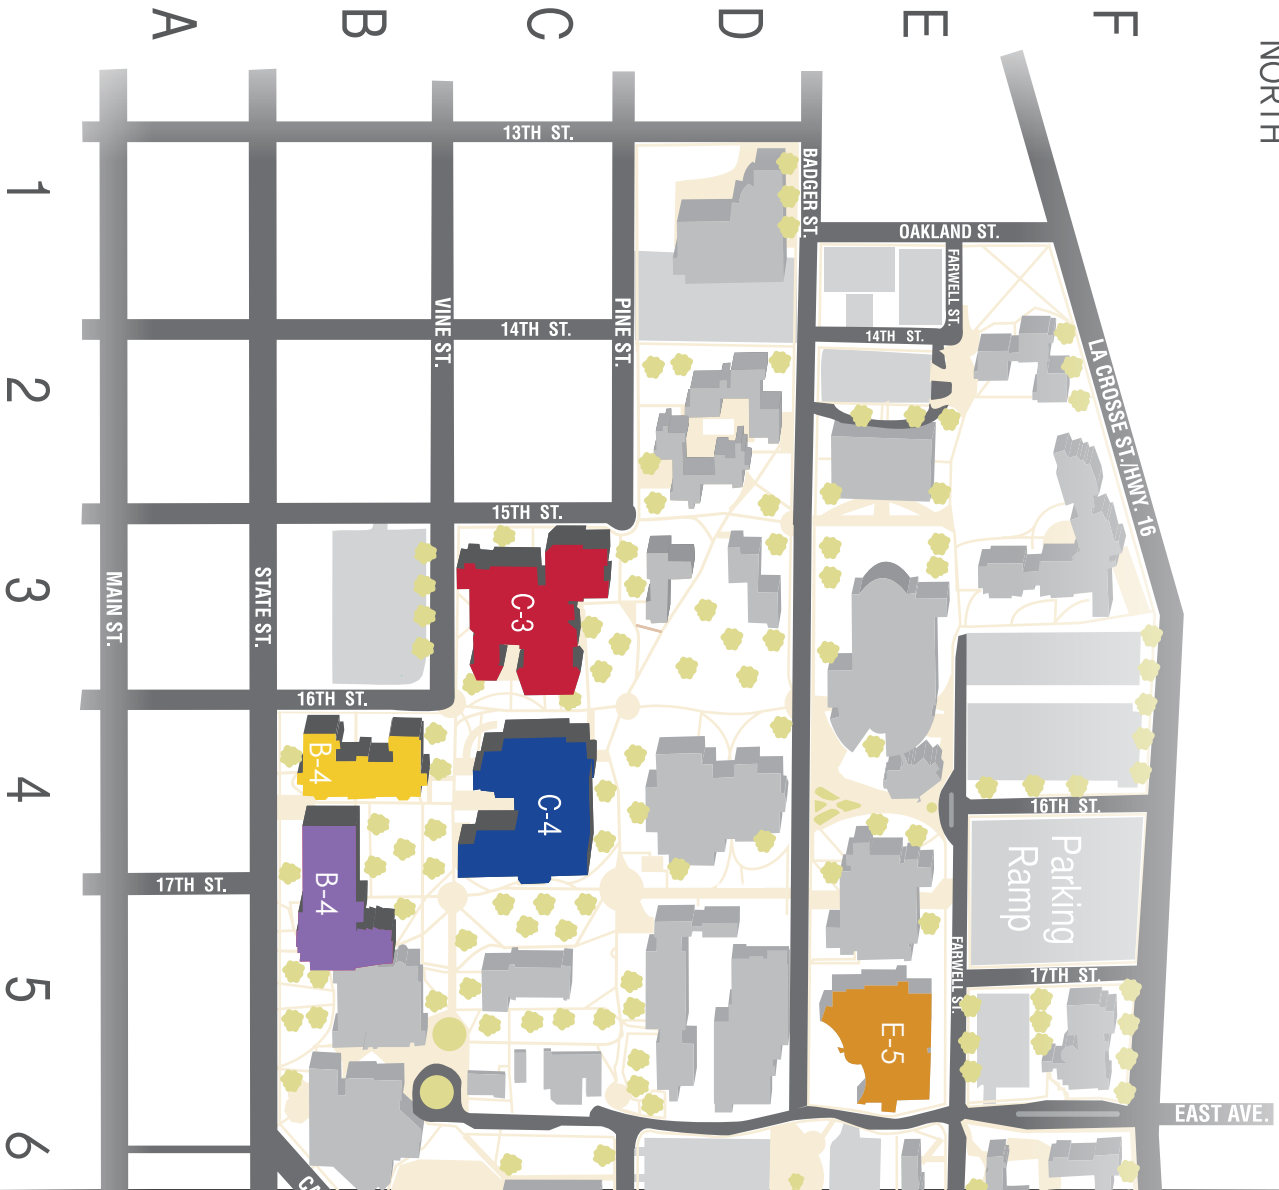 A
B
C
D
E
F
NORTH
13TH ST.
1
BADGER ST.
OAKLAND ST.
FARWELL ST.
VINE ST.
14TH ST.
PINE ST.
14TH ST.
LA CROSSE ST./HWY. 16
2
15TH ST.
MAIN ST.
STATE ST.
3
C-3
16TH ST.
B-4
4
C-4
16TH ST.
17TH ST.
B-4
Parking
Ramp
FARWELL ST.
17TH ST.
5
E-5
EAST AVE.
6